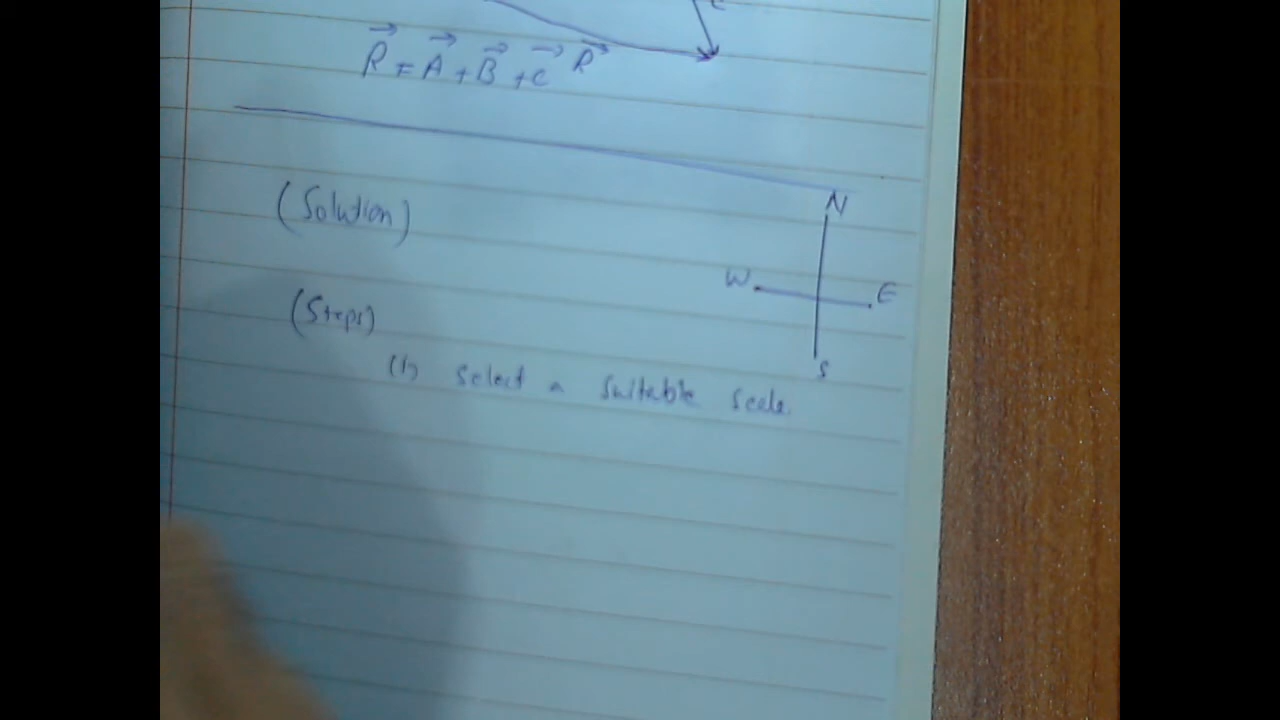 C
R = A + B + C R
(Solution)
N
W E
S
(Steps)
(1) Select a suitable scale.